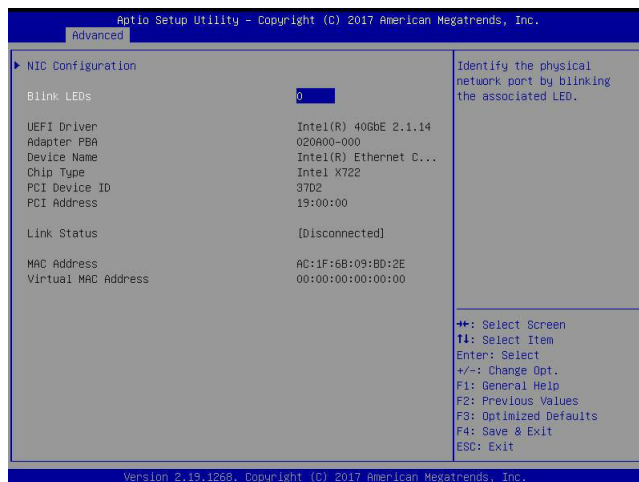 Aptio Setup Utility – Copyright (C) 2017 American Megatrends, Inc.
Advanced
NIC Configuration
Blink LEDs 0
UEFI Driver Intel(R) 40GbE 2.1.14
Adapter PBA 020A00-000
Device Name Intel(R) Ethernet C...
Chip Type Intel X722
PCI Device ID 37D2
PCI Address 19:00:00
Link Status [Disconnected]
MAC Address AC:1F:6B:09:BD:2E
Virtual MAC Address 00:00:00:00:00:00
Identify the physical
network port by blinking
the associated LED.
→←: Select Screen
↑↓: Select Item
Enter: Select
+/-: Change Opt.
F1: General Help
F2: Previous Values
F3: Optimized Defaults
F4: Save & Exit
ESC: Exit
Version 2.19.1268. Copyright (C) 2017 American Megatrends, Inc.